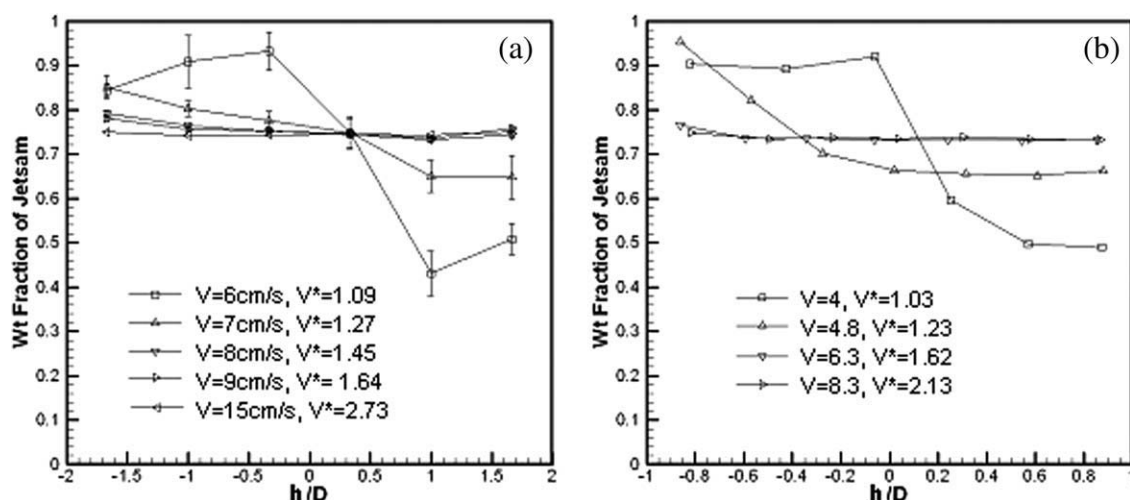 (a)
Wt Fraction of Jetsam
1
0.9
0.8
0.7
0.6
0.5
0.4
0.3
0.2
0.1
0
V=6cm/s, V*=1.09
V=7cm/s, V*=1.27
V=8cm/s, V*=1.45
V=9cm/s, V*= 1.64
V=15cm/s, V*=2.73
-2 -1.5 -1 -0.5 0 0.5 1 1.5 2
h/D
(b)
Wt Fraction of Jetsam
1
0.9
0.8
0.7
0.6
0.5
0.4
0.3
0.2
0.1
0
V=4, V*=1.03
V=4.8, V*=1.23
V=6.3, V*=1.62
V=8.3, V*=2.13
-1 -0.8 -0.6 -0.4 -0.2 0 0.2 0.4 0.6 0.8 1
h/D